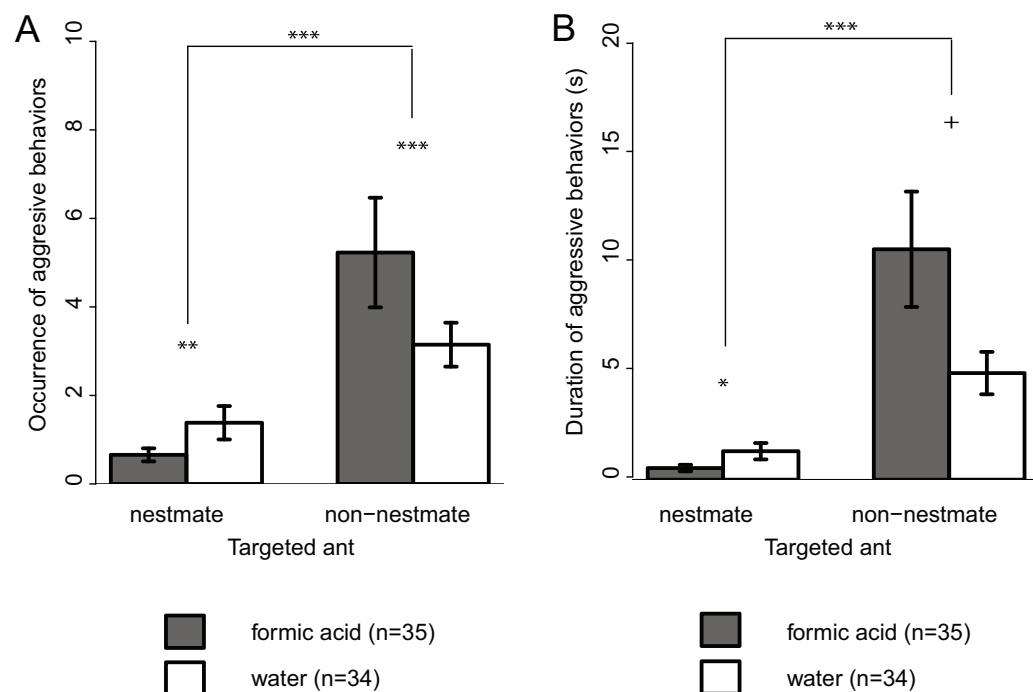 A
Occurrence of aggresive behaviors
10
8
6
4
2
0
***
***
**
nestmate
non−nestmate
Targeted ant
formic acid (n=35)
water (n=34)
B
Duration of aggressive behaviors (s)
20
15
10
5
0
***
+
*
nestmate
non−nestmate
Targeted ant
formic acid (n=35)
water (n=34)